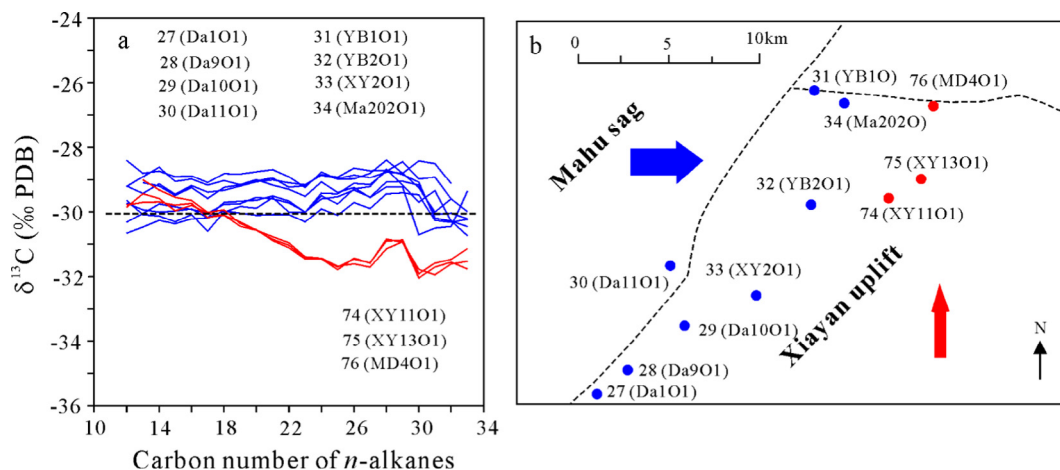 a
27 (Da1O1)
28 (Da9O1)
29 (Da10O1)
30 (Da11O1)
31 (YB1O1)
32 (YB2O1)
33 (XY2O1)
34 (Ma202O1)
74 (XY11O1)
75 (XY13O1)
76 (MD4O1)
-24
-26
-28
-30
-32
-34
-36
δ¹³C (‰ PDB)
10 14 18 22 26 30 34
Carbon number of n-alkanes
b
0 5 10km
31 (YB1O)
76 (MD4O1)
34 (Ma202O)
Mahu sag
75 (XY13O1)
32 (YB2O1)
74 (XY11O1)
33 (XY2O1)
30 (Da11O1)
Xiayan uplift
29 (Da10O1)
N
28 (Da9O1)
27 (Da1O1)